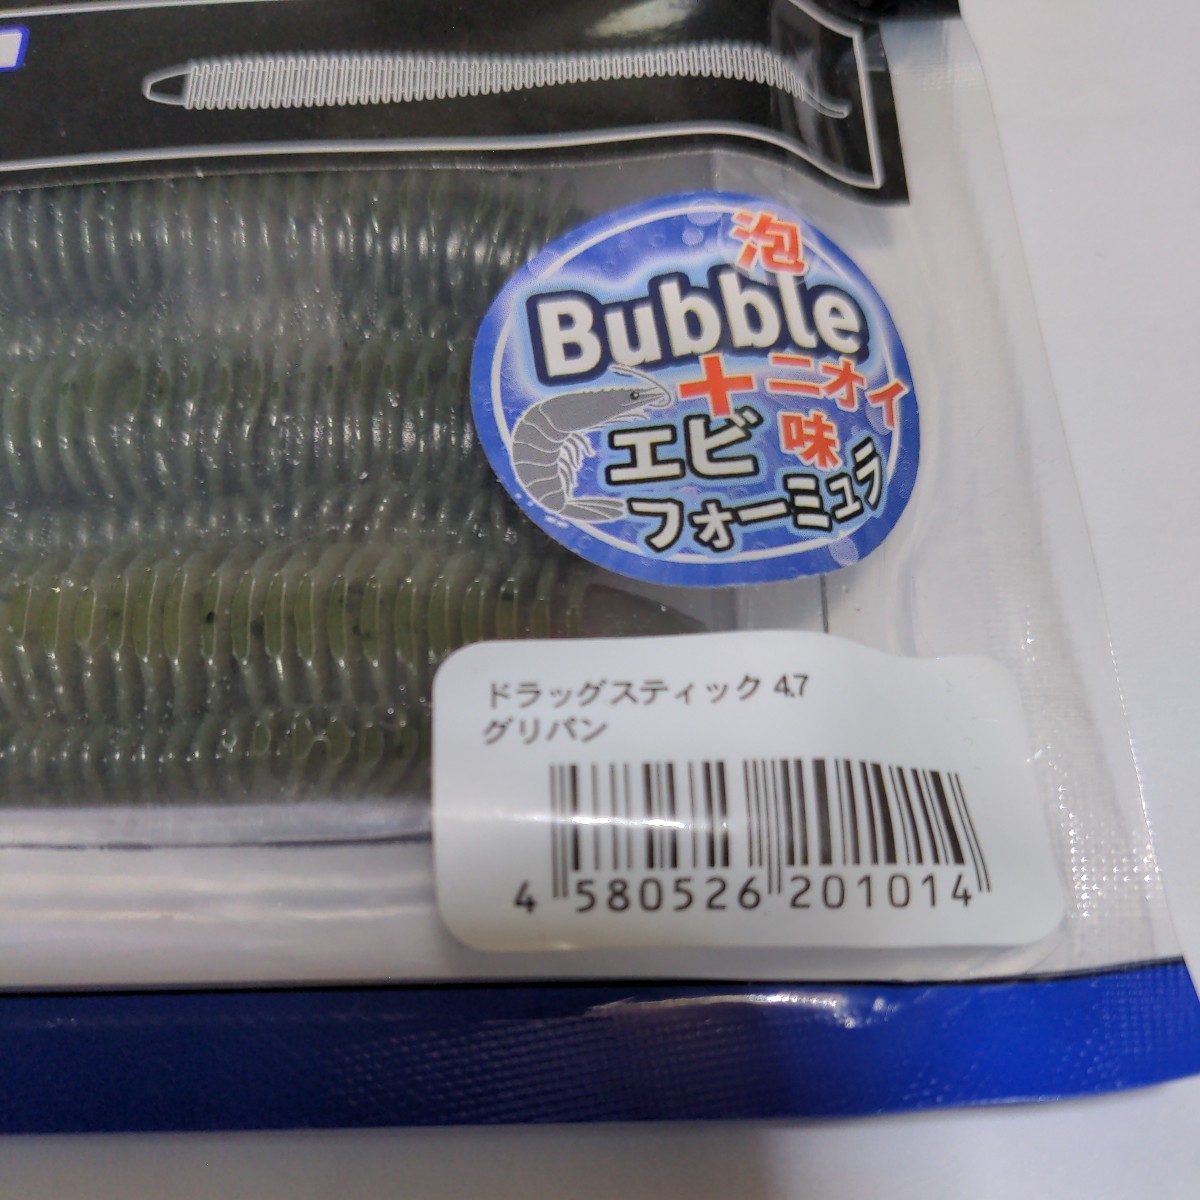 泡
Bubble
+ニオイ
エビ 味
フォーミュラ
ドラッグスティック 4.7
グリパン
4 580526 201014